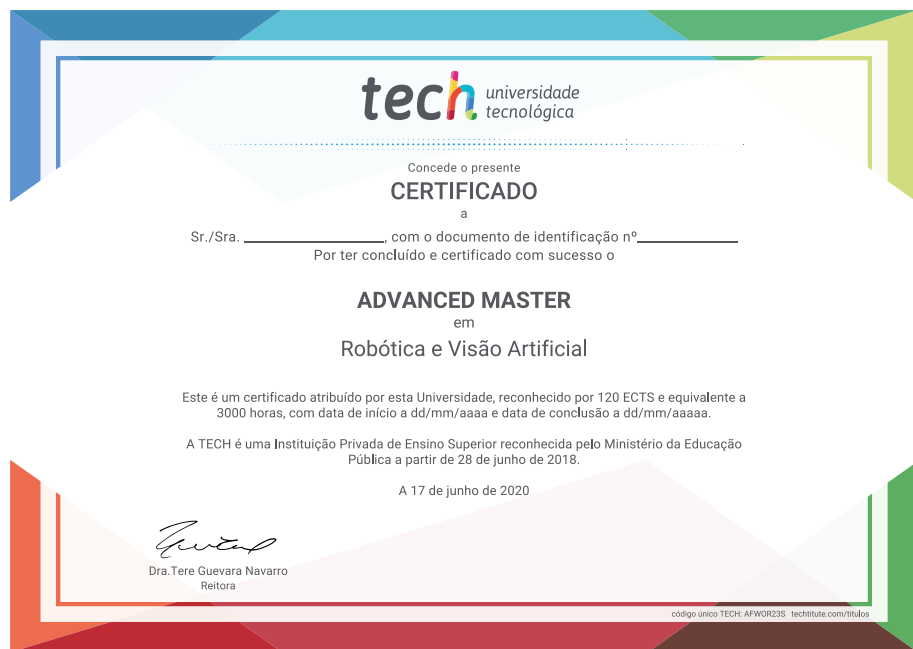 tech universidade
tecnológica
Concede o presente
CERTIFICADO
a
Sr./Sra. ________________, com o documento de identificação nº____________
Por ter concluído e certificado com sucesso o
ADVANCED MASTER
em
Robótica e Visão Artificial
Este é um certificado atribuído por esta Universidade, reconhecido por 120 ECTS e equivalente a
3000 horas, com data de início a dd/mm/aaaa e data de conclusão a dd/mm/aaaaa.
A TECH é uma Instituição Privada de Ensino Superior reconhecida pelo Ministério da Educação
Pública a partir de 28 de junho de 2018.
A 17 de junho de 2020
Dra.Tere Guevara Navarro
Reitora
código único TECH: AFWOR23S techtitute.com/titulos